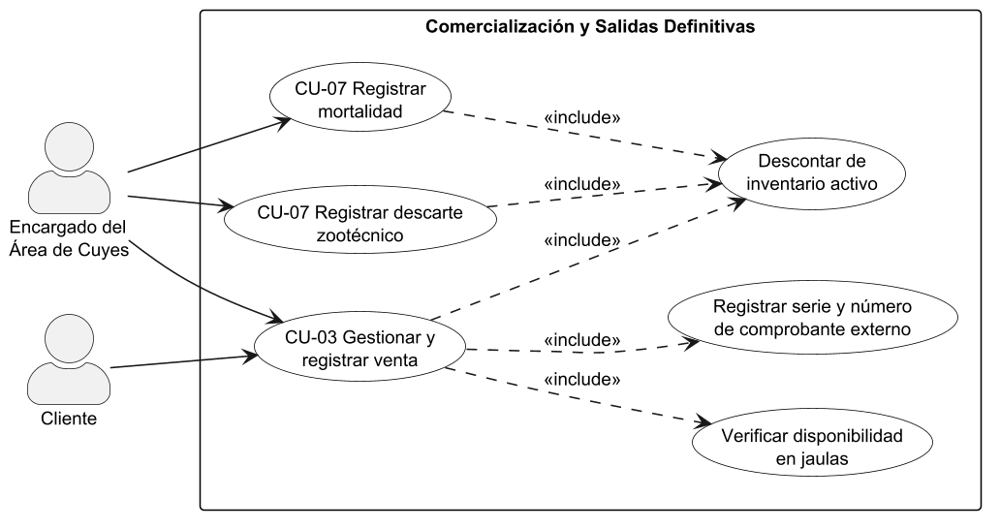 Comercialización y Salidas Definitivas
CU-07 Registrar
mortalidad
«include»
Descontar de
inventario activo
«include»
CU-07 Registrar descarte
zootécnico
Encargado del
Área de Cuyes
«include»
Registrar serie y número
de comprobante externo
CU-03 Gestionar y
registrar venta
«include»
«include»
Cliente
Verificar disponibilidad
en jaulas